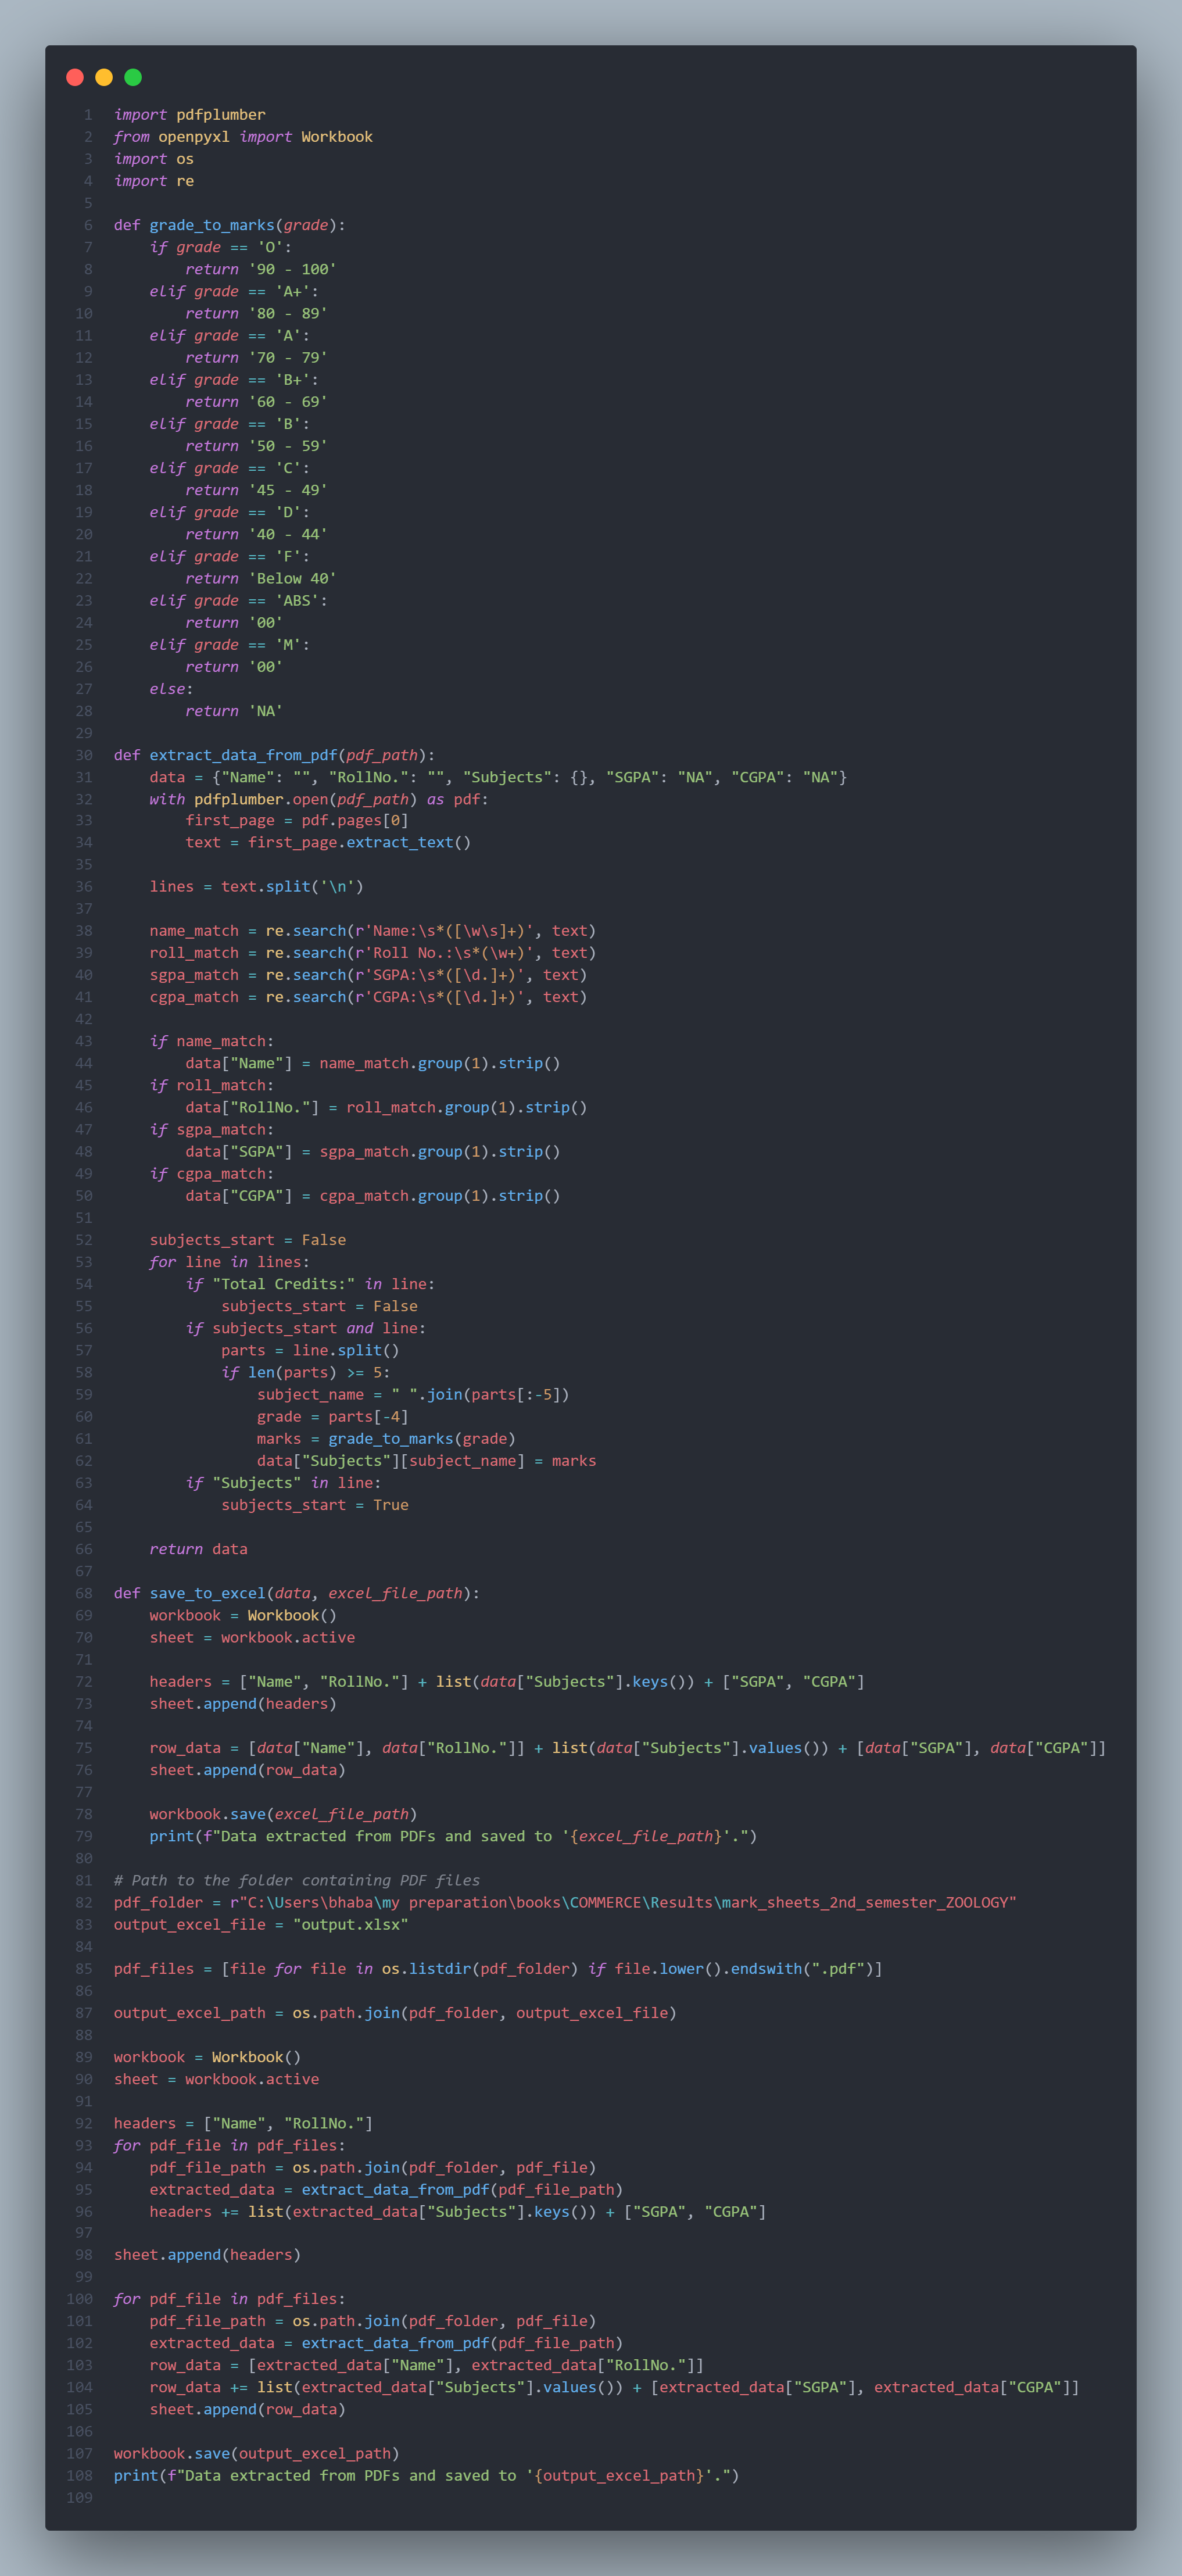 1 import pdfplumber
2 from openpyxl import Workbook
3 import os
4 import re
5
6 def grade_to_marks(grade):
7     if grade == 'O':
8         return '90 - 100'
9     elif grade == 'A+':
10         return '80 - 89'
11     elif grade == 'A':
12         return '70 - 79'
13     elif grade == 'B+':
14         return '60 - 69'
15     elif grade == 'B':
16         return '50 - 59'
17     elif grade == 'C':
18         return '45 - 49'
19     elif grade == 'D':
20         return '40 - 44'
21     elif grade == 'F':
22         return 'Below 40'
23     elif grade == 'ABS':
24         return '00'
25     elif grade == 'M':
26         return '00'
27     else:
28         return 'NA'
29
30 def extract_data_from_pdf(pdf_path):
31     data = {"Name": "", "RollNo.": "", "Subjects": {}, "SGPA": "NA", "CGPA": "NA"}
32     with pdfplumber.open(pdf_path) as pdf:
33         first_page = pdf.pages[0]
34         text = first_page.extract_text()
35
36     lines = text.split('\n')
37
38     name_match = re.search(r'Name:\s*([\w\s]+)', text)
39     roll_match = re.search(r'Roll No.:\s*(\w+)', text)
40     sgpa_match = re.search(r'SGPA:\s*([\d.]+)', text)
41     cgpa_match = re.search(r'CGPA:\s*([\d.]+)', text)
42
43     if name_match:
44         data["Name"] = name_match.group(1).strip()
45     if roll_match:
46         data["RollNo."] = roll_match.group(1).strip()
47     if sgpa_match:
48         data["SGPA"] = sgpa_match.group(1).strip()
49     if cgpa_match:
50         data["CGPA"] = cgpa_match.group(1).strip()
51
52     subjects_start = False
53     for line in lines:
54         if "Total Credits:" in line:
55             subjects_start = False
56         if subjects_start and line:
57             parts = line.split()
58             if len(parts) >= 5:
59                 subject_name = " ".join(parts[:-5])
60                 grade = parts[-4]
61                 marks = grade_to_marks(grade)
62                 data["Subjects"][subject_name] = marks
63         if "Subjects" in line:
64             subjects_start = True
65
66     return data
67
68 def save_to_excel(data, excel_file_path):
69     workbook = Workbook()
70     sheet = workbook.active
71
72     headers = ["Name", "RollNo."] + list(data["Subjects"].keys()) + ["SGPA", "CGPA"]
73     sheet.append(headers)
74
75     row_data = [data["Name"], data["RollNo."]] + list(data["Subjects"].values()) + [data["SGPA"], data["CGPA"]]
76     sheet.append(row_data)
77
78     workbook.save(excel_file_path)
79     print(f"Data extracted from PDFs and saved to '{excel_file_path}'.")
80
81 # Path to the folder containing PDF files
82 pdf_folder = r"C:\Users\bhaba\my preparation\books\COMMERCE\Results\mark_sheets_2nd_semester_ZOOLOGY"
83 output_excel_file = "output.xlsx"
84
85 pdf_files = [file for file in os.listdir(pdf_folder) if file.lower().endswith(".pdf")]
86
87 output_excel_path = os.path.join(pdf_folder, output_excel_file)
88
89 workbook = Workbook()
90 sheet = workbook.active
91
92 headers = ["Name", "RollNo."]
93 for pdf_file in pdf_files:
94     pdf_file_path = os.path.join(pdf_folder, pdf_file)
95     extracted_data = extract_data_from_pdf(pdf_file_path)
96     headers += list(extracted_data["Subjects"].keys()) + ["SGPA", "CGPA"]
97
98 sheet.append(headers)
99
100 for pdf_file in pdf_files:
101     pdf_file_path = os.path.join(pdf_folder, pdf_file)
102     extracted_data = extract_data_from_pdf(pdf_file_path)
103     row_data = [extracted_data["Name"], extracted_data["RollNo."]]
104     row_data += list(extracted_data["Subjects"].values()) + [extracted_data["SGPA"], extracted_data["CGPA"]]
105     sheet.append(row_data)
106
107 workbook.save(output_excel_path)
108 print(f"Data extracted from PDFs and saved to '{output_excel_path}'.")
109